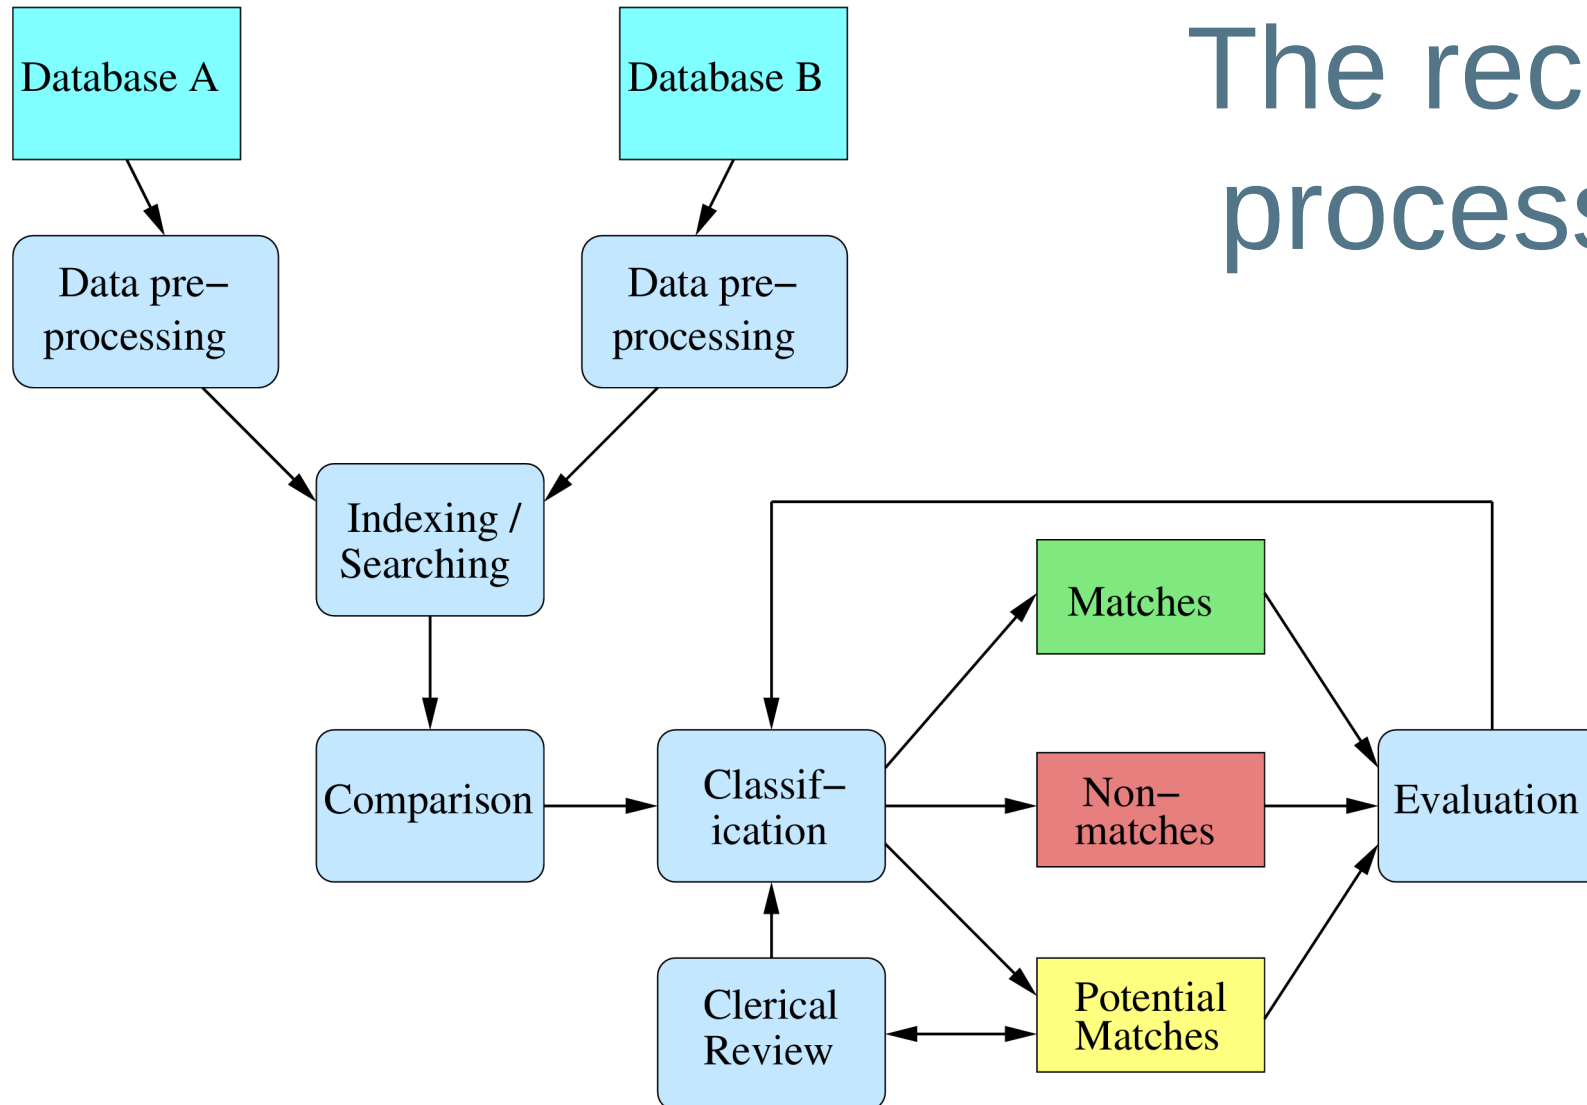 Database A
Database B
The rec
process
Data pre−
processing
Data pre−
processing
Indexing /
Searching
Matches
Comparison
Classif−
ication
Non−
matches
Evaluation
Clerical
Review
Potential
Matches